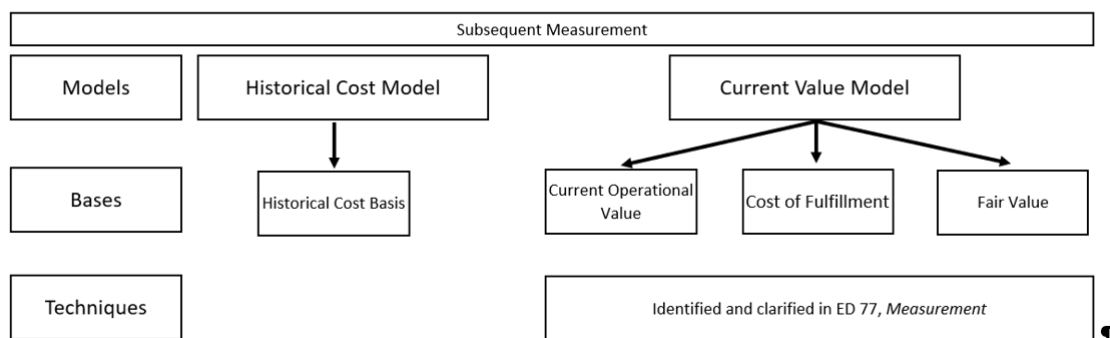 Subsequent Measurement
Models
Historical Cost Model
Current Value Model
Bases
Historical Cost Basis
Current Operational
Value
Cost of Fulfillment
Fair Value
Techniques
Identified and clarified in ED 77, Measurement